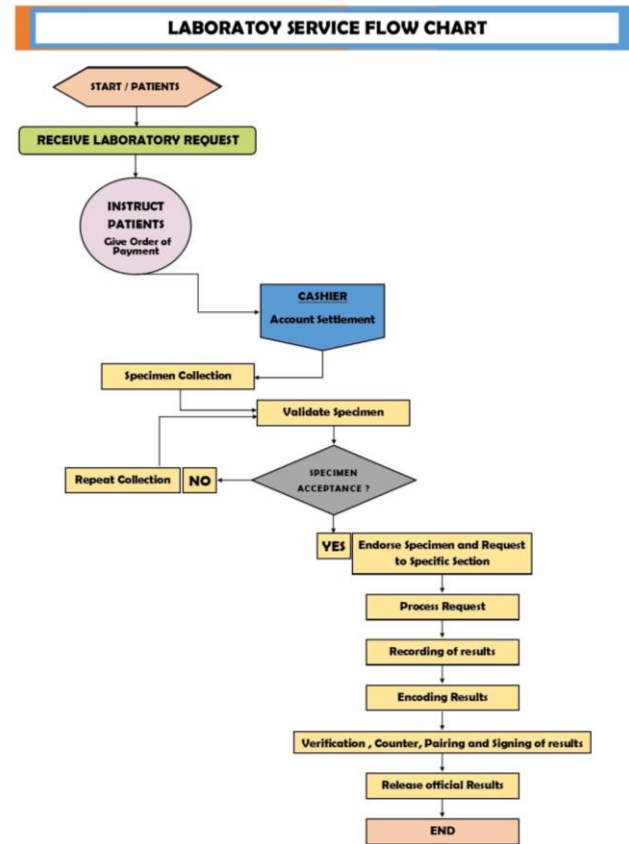 LABORATOY SERVICE FLOW CHART
START / PATIENTS
RECEIVE LABORATORY REQUEST
INSTRUCT
PATIENTS
Give Order of
Payment
CASHIER
Account Settlement
Specimen Collection
Validate Specimen
SPECIMEN
ACCEPTANCE ?
Repeat Collection
NO
YES
Endorse Specimen and Request
to Specific Section
Process Request
Recording of results
Encoding Results
Verification , Counter, Pairing and Signing of results
Release official Results
END